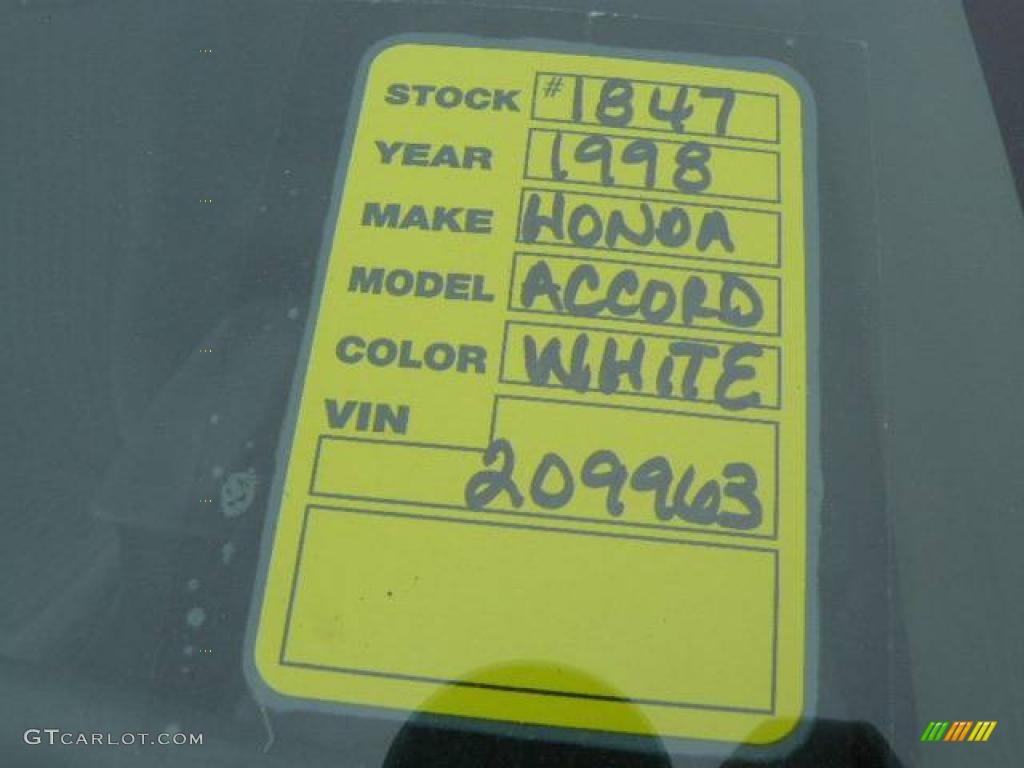 STOCK #1847
YEAR 1998
MAKE HONDA
MODEL ACCORD
COLOR WHITE
VIN
209963
GTCARLOT.COM